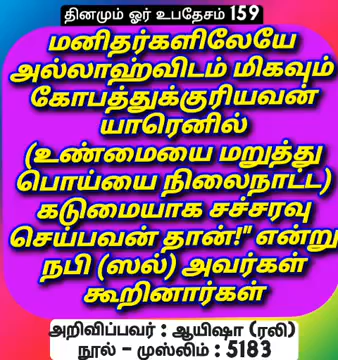 தினமும் ஓர் உபதேசம் 159
மனிதர்களிலேயே
அல்லாஹ்விடம் மிகவும்
கோபத்துக்குரியவன்
யாரெனில்
(உண்மையை மறுத்து
பொய்யை நிலைநாட்ட)
கடுமையாக சச்சரவு
செய்பவன் தான்!" என்று
நபி (ஸல்) அவர்கள்
கூறினார்கள்
அறிவிப்பவர் : ஆயிஷா (ரலி)
நூல் – முஸ்லிம் : 5183